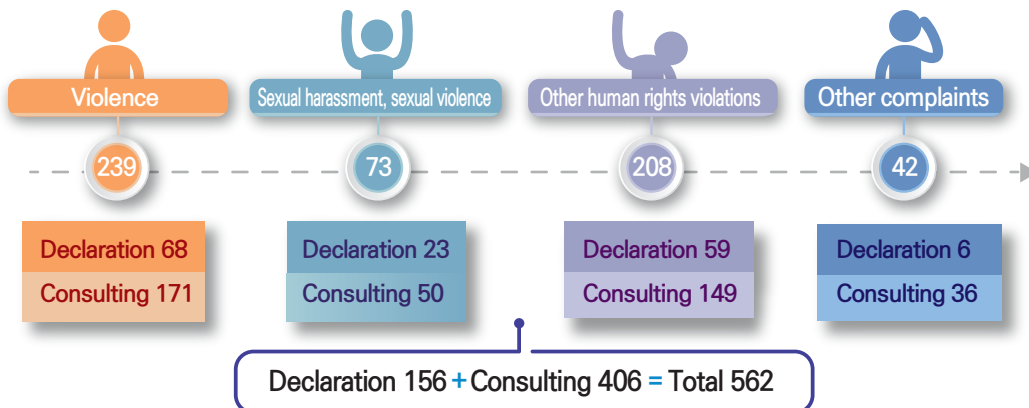 Violence
Sexual harassment, sexual violence
Other human rights violations
Other complaints
239
73
208
42
Declaration 68
Consulting 171
Declaration 23
Consulting 50
Declaration 59
Consulting 149
Declaration 6
Consulting 36
Declaration 156 + Consulting 406 = Total 562